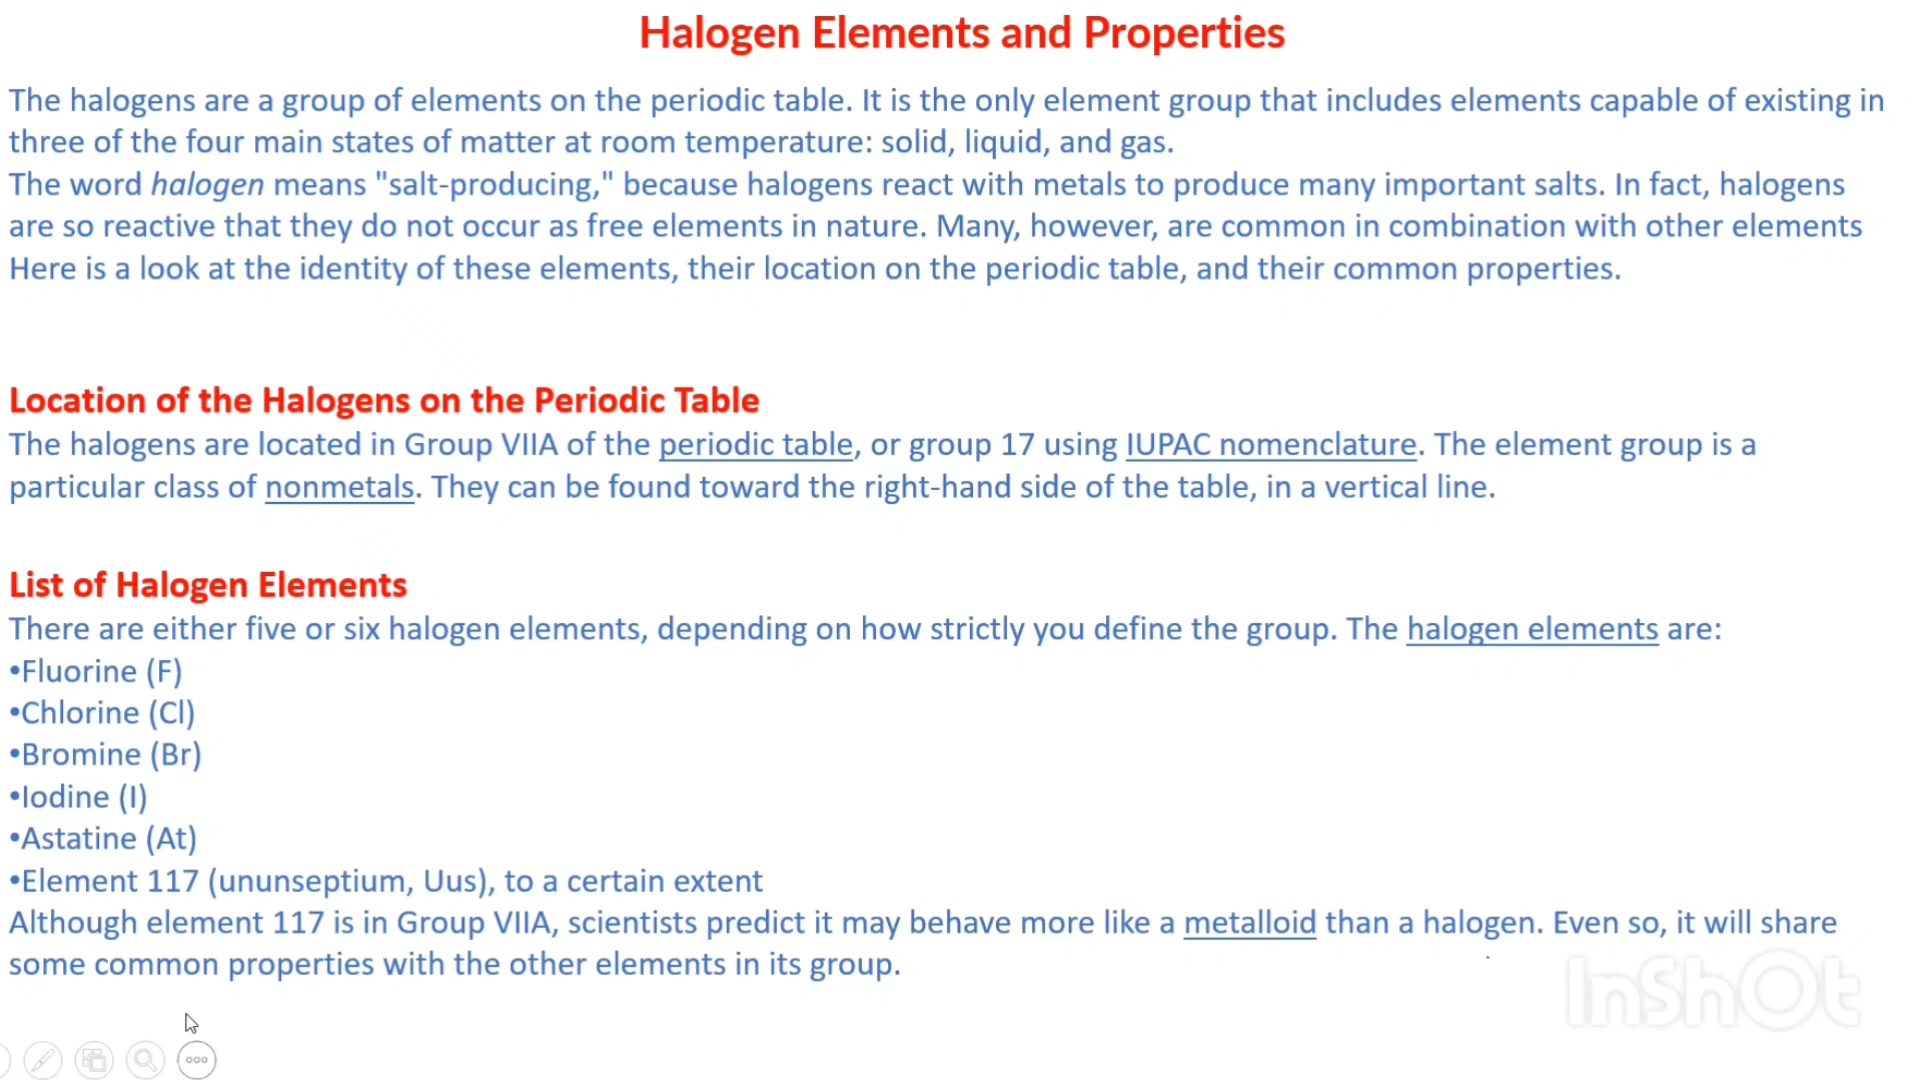 Halogen Elements and Properties
The halogens are a group of elements on the periodic table. It is the only element group that includes elements capable of existing in
three of the four main states of matter at room temperature: solid, liquid, and gas.
The word halogen means "salt-producing," because halogens react with metals to produce many important salts. In fact, halogens
are so reactive that they do not occur as free elements in nature. Many, however, are common in combination with other elements
Here is a look at the identity of these elements, their location on the periodic table, and their common properties.
Location of the Halogens on the Periodic Table
The halogens are located in Group VIIA of the periodic table, or group 17 using IUPAC nomenclature. The element group is a
particular class of nonmetals. They can be found toward the right-hand side of the table, in a vertical line.
List of Halogen Elements
There are either five or six halogen elements, depending on how strictly you define the group. The halogen elements are:
•Fluorine (F)
•Chlorine (Cl)
•Bromine (Br)
•Iodine (I)
•Astatine (At)
•Element 117 (ununseptium, Uus), to a certain extent
Although element 117 is in Group VIIA, scientists predict it may behave more like a metalloid than a halogen. Even so, it will share
some common properties with the other elements in its group.
InShOt